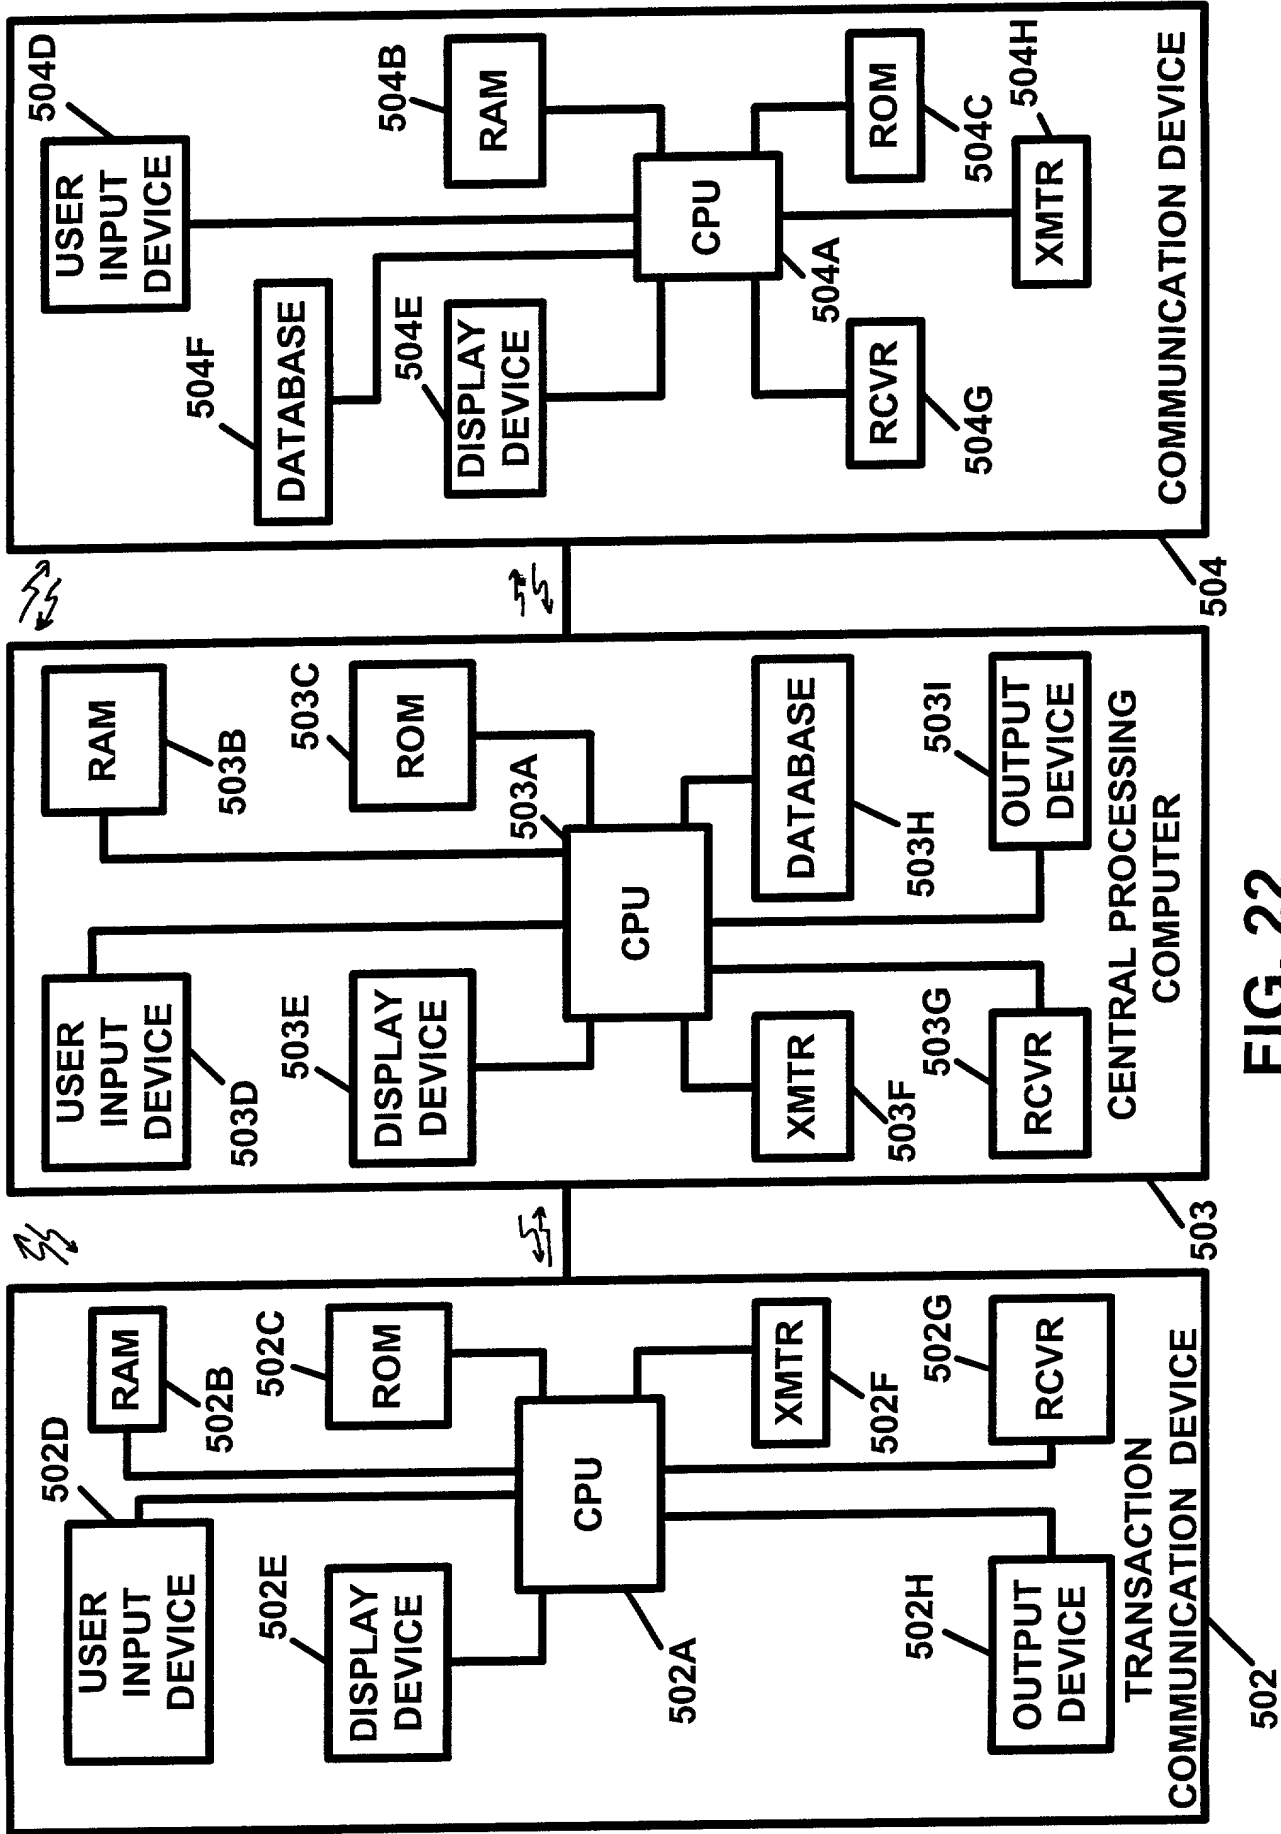 USER
INPUT
DEVICE
502D
RAM
502B
DISPLAY
DEVICE
502E
ROM
502C
CPU
502A
XMTR
502F
OUTPUT
DEVICE
502H
RCVR
502G
TRANSACTION
COMMUNICATION DEVICE
502
USER
INPUT
DEVICE
503D
RAM
503B
DISPLAY
DEVICE
503E
ROM
503C
CPU
503A
XMTR
503F
DATABASE
503H
RCVR
503G
OUTPUT
DEVICE
503I
CENTRAL PROCESSING
COMPUTER
503
USER
INPUT
DEVICE
504D
DATABASE
504F
DISPLAY
DEVICE
504E
RAM
504B
CPU
504A
RCVR
504G
ROM
504C
XMTR
504H
COMMUNICATION DEVICE
504
FIG. 22